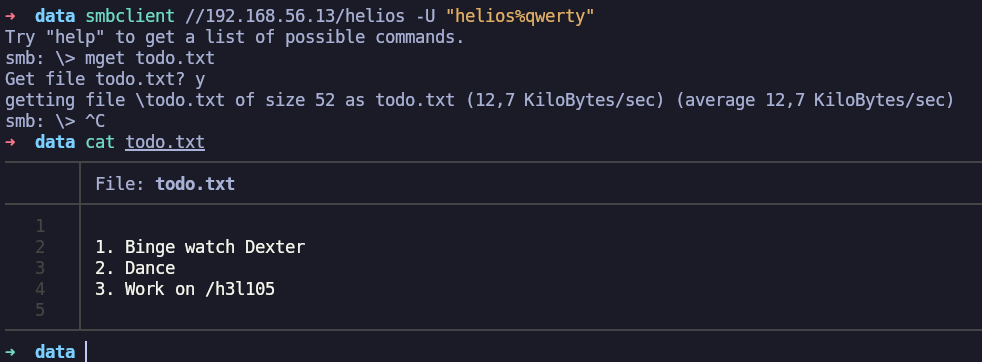 ➜  data smbclient //192.168.56.13/helios -U "helios%qwerty"
Try "help" to get a list of possible commands.
smb: \> mget todo.txt
Get file todo.txt? y
getting file \todo.txt of size 52 as todo.txt (12,7 KiloBytes/sec) (average 12,7 KiloBytes/sec)
smb: \> ^C
➜  data cat todo.txt
File: todo.txt
1
2 1. Binge watch Dexter
3 2. Dance
4 3. Work on /h3l105
5
➜  data